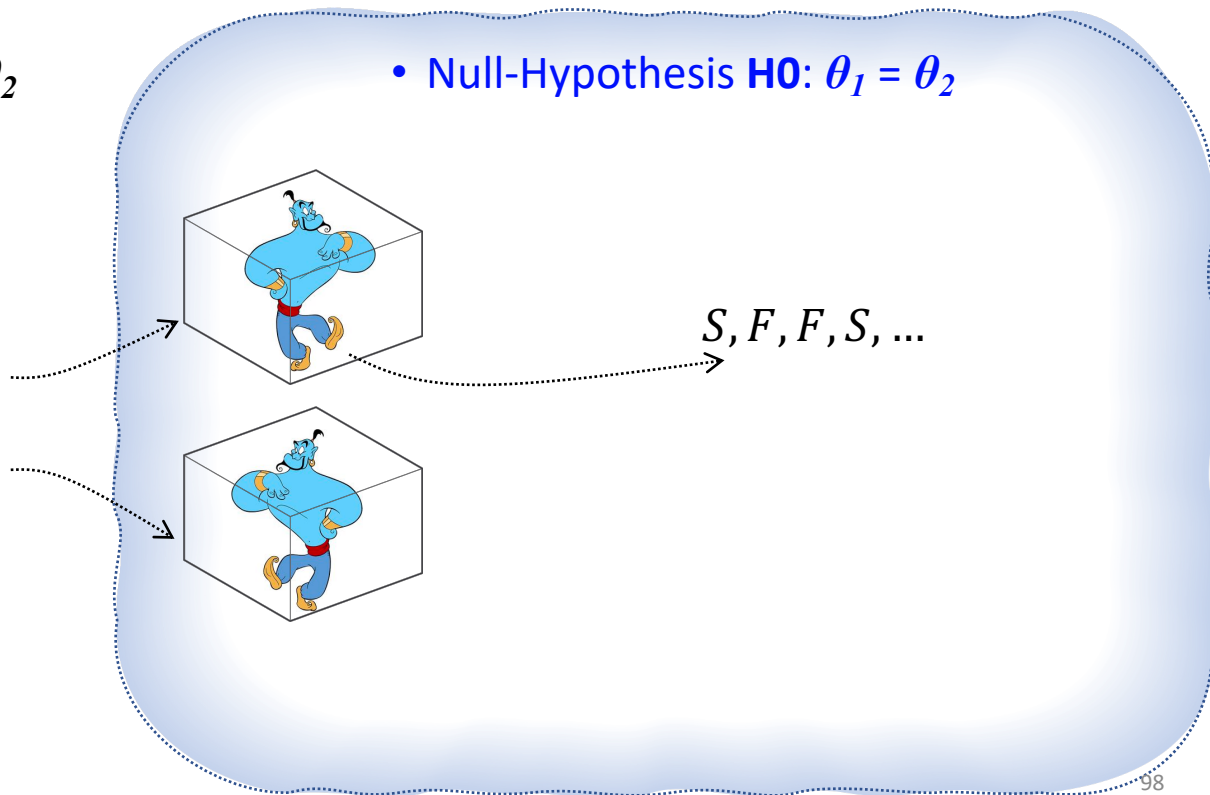 • Null-Hypothesis H0: θ₁ = θ₂
S, F, F, S, ...
98